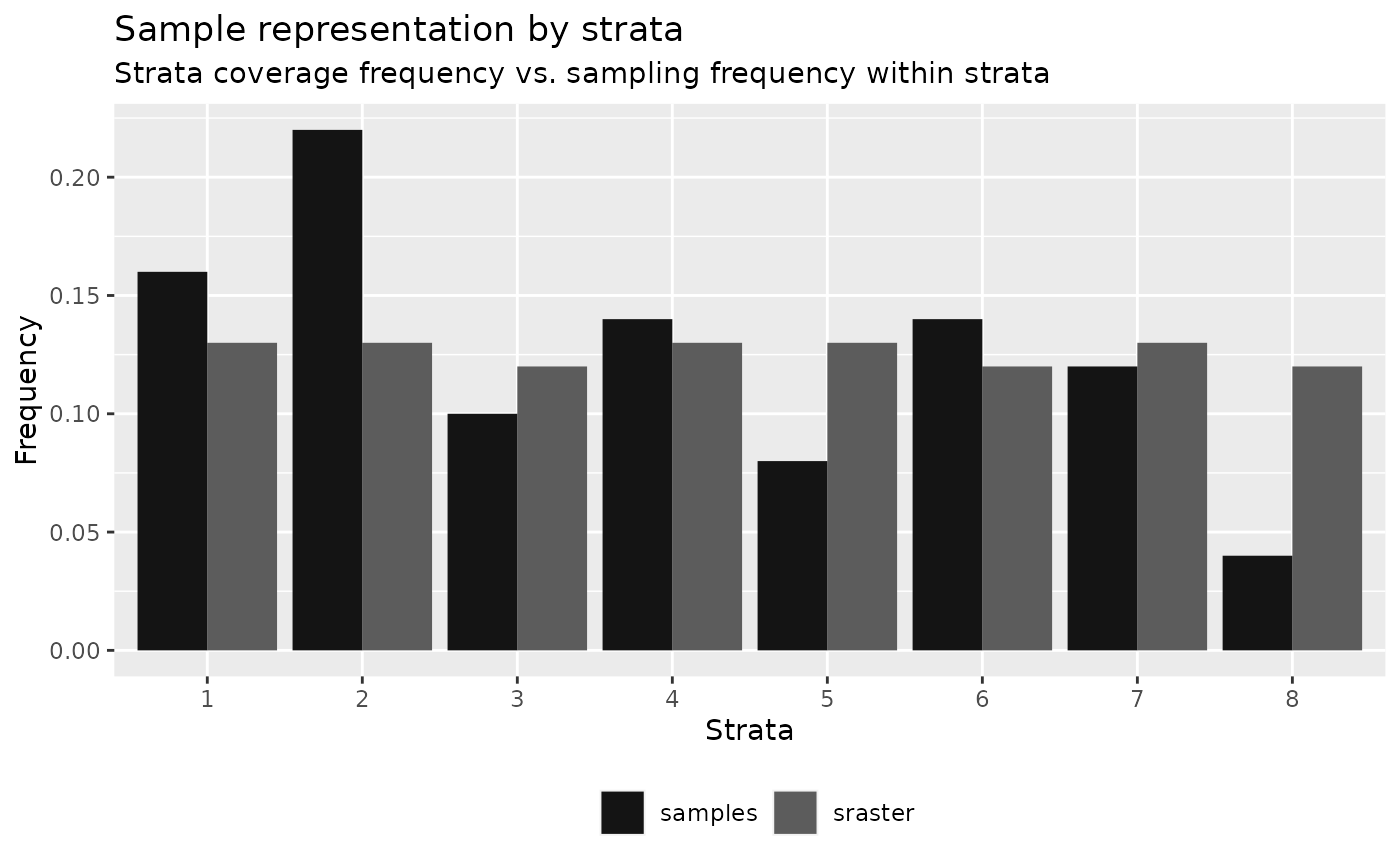 Sample representation by strata
Strata coverage frequency vs. sampling frequency within strata
Frequency
0.20
0.15
0.10
0.05
0.00
1 2 3 4 5 6 7 8
Strata
samples sraster